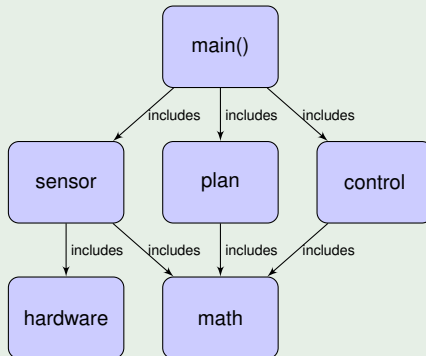 main()
includes includes includes
sensor plan control
includes includes includes includes
hardware math